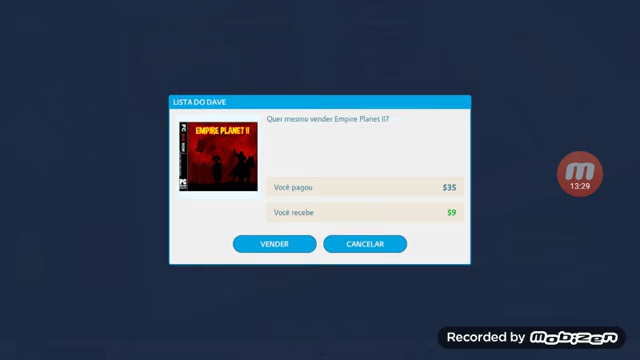 LISTA DO DAVE
EMPIRE PLANET II
PC
Quer mesmo vender Empire Planet II?
Você pagou $35
Você recebe $9
VENDER CANCELAR
13:29
Recorded by mobizen